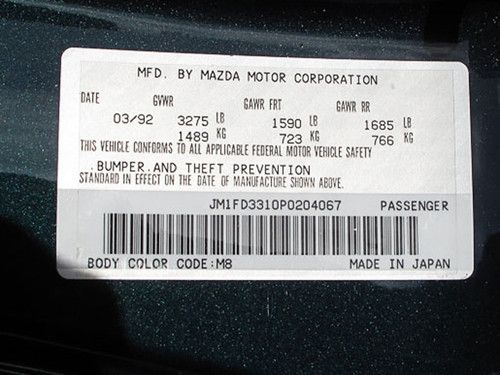 MFD. BY MAZDA MOTOR CORPORATION
DATE GVWR GAWR FRT GAWR RR
03/92 3275 LB 1590 LB 1685 LB
1489 KG 723 KG 766 KG
THIS VEHICLE CONFORMS TO ALL APPLICABLE FEDERAL MOTOR VEHICLE SAFETY
.BUMPER.AND THEFT PREVENTION
STANDARD IN EFFECT ON THE DATE OF MANUFACTURE SHOWN ABOVE.
JM1FD3310P0204067 PASSENGER
BODY COLOR CODE:M8 MADE IN JAPAN